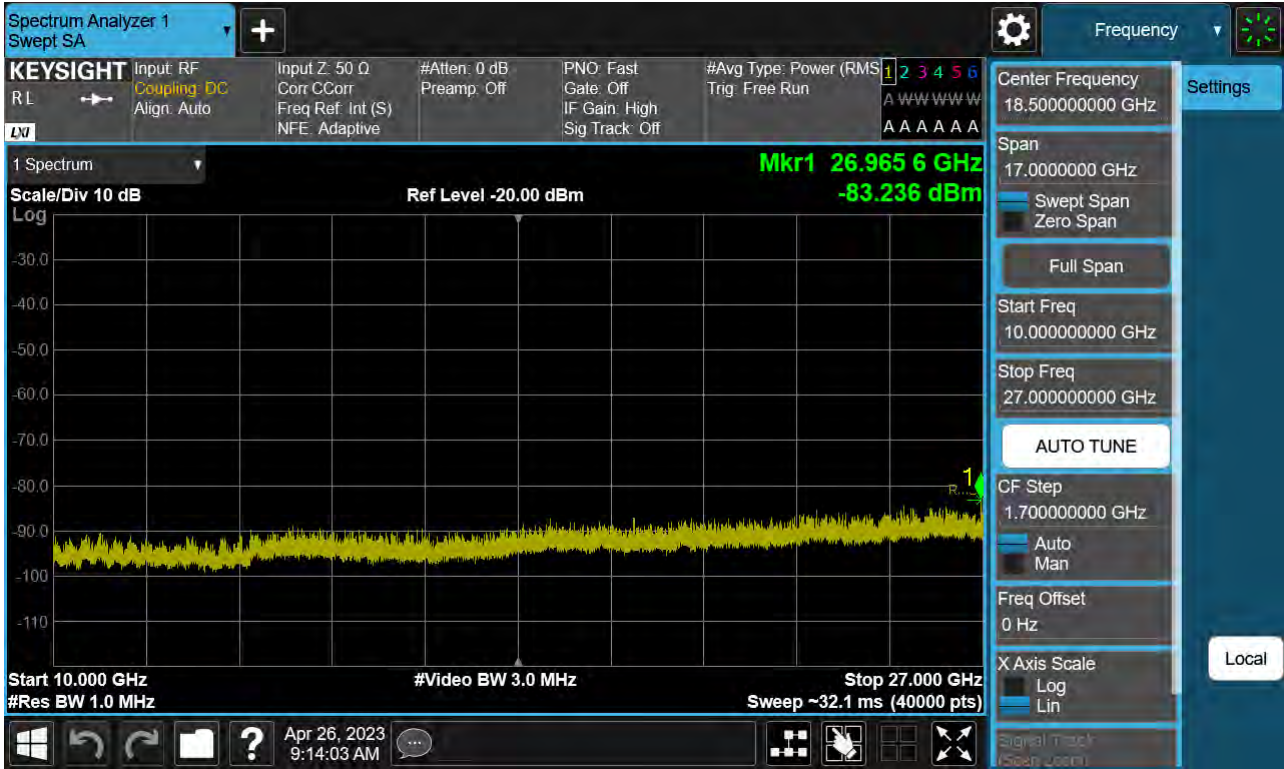 Spectrum Analyzer 1
Swept SA
Frequency
KEYSIGHT
R L
LXI
Input: RF
Coupling: DC
Align: Auto
Input Z: 50 Ω
Corr CCorr
Freq Ref: Int (S)
NFE: Adaptive
#Atten: 0 dB
Preamp: Off
PNO: Fast
Gate: Off
IF Gain: High
Sig Track: Off
#Avg Type: Power (RMS
Trig: Free Run
1 2 3 4 5 6
A W W W W W
A A A A A A
1 Spectrum
Scale/Div 10 dB
Log
Ref Level -20.00 dBm
Mkr1 26.965 6 GHz
-83.236 dBm
-30.0
-40.0
-50.0
-60.0
-70.0
-80.0
-90.0
-100
-110
1
R...
Start 10.000 GHz
#Res BW 1.0 MHz
#Video BW 3.0 MHz
Stop 27.000 GHz
Sweep ~32.1 ms (40000 pts)
Center Frequency
18.500000000 GHz
Span
17.0000000 GHz
Swept Span
Zero Span
Full Span
Start Freq
10.000000000 GHz
Stop Freq
27.000000000 GHz
AUTO TUNE
CF Step
1.700000000 GHz
Auto
Man
Freq Offset
0 Hz
X Axis Scale
Log
Lin
Signal Track
(Span Zoom)
Settings
Local
?
Apr 26, 2023
9:14:03 AM